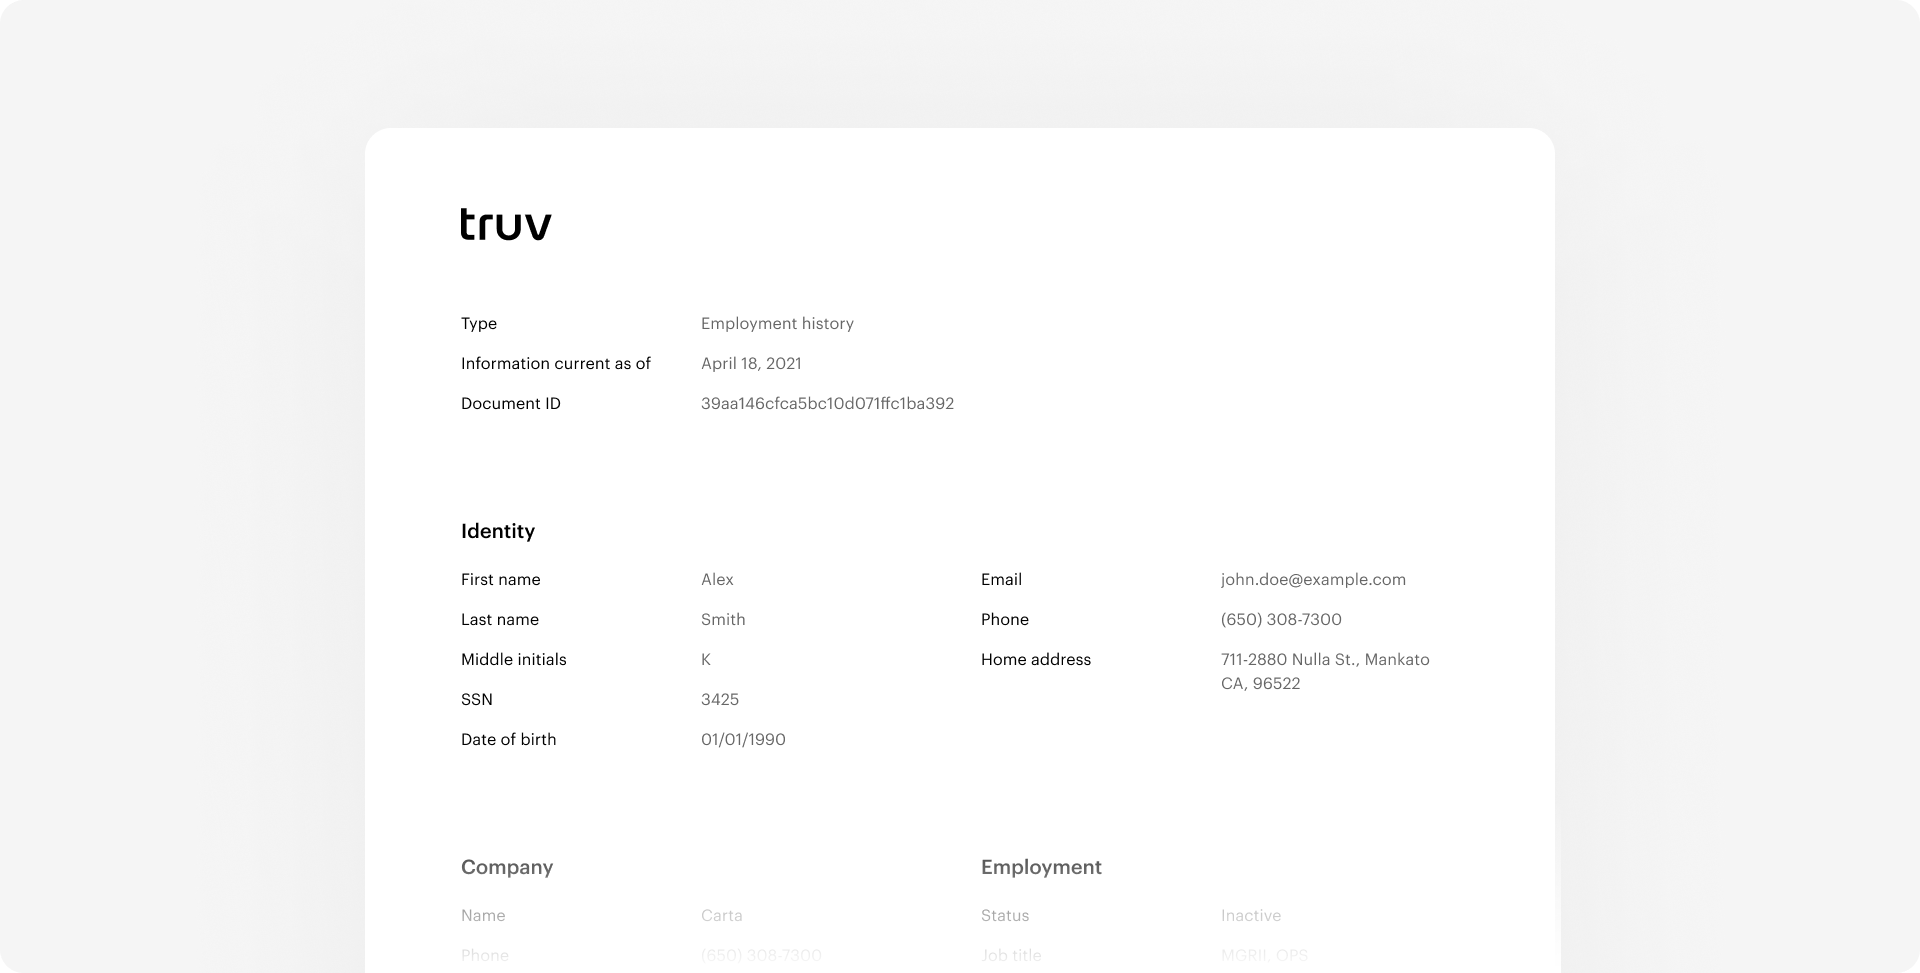 truv
Type Employment history
Information current as of April 18, 2021
Document ID 39aa146cfca5bc10d071ffc1ba392
Identity
First name Alex Email john.doe@example.com
Last name Smith Phone (650) 308-7300
Middle initials K Home address 711-2880 Nulla St., Mankato
CA, 96522
SSN 3425
Date of birth 01/01/1990
Company Employment
Name Carta Status Inactive
Phone (650) 308-7300 Job title MGRII, OPS